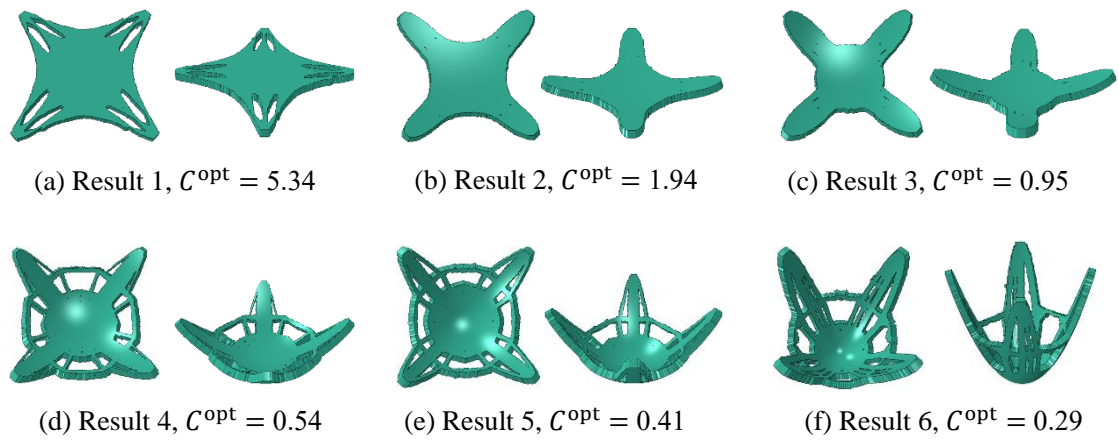 (a) Result 1, C^opt = 5.34
(b) Result 2, C^opt = 1.94
(c) Result 3, C^opt = 0.95
(d) Result 4, C^opt = 0.54
(e) Result 5, C^opt = 0.41
(f) Result 6, C^opt = 0.29